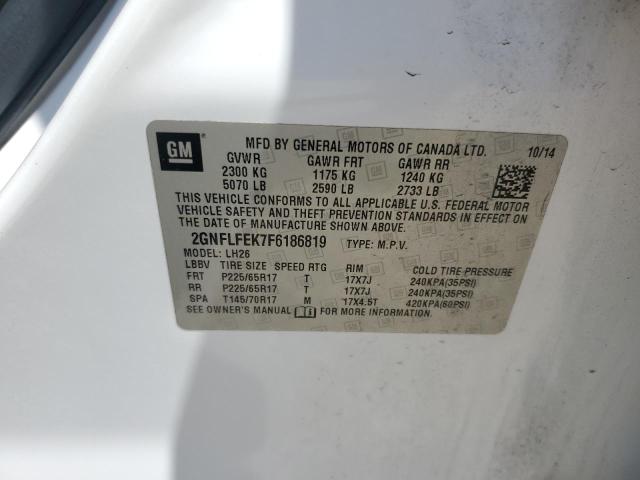 GM
MFD BY GENERAL MOTORS OF CANADA LTD. 10/14
GVWR GAWR FRT GAWR RR
2300 KG 1175 KG 1240 KG
5070 LB 2590 LB 2733 LB
THIS VEHICLE CONFORMS TO ALL APPLICABLE U.S. FEDERAL MOTOR
VEHICLE SAFETY AND THEFT PREVENTION STANDARDS IN EFFECT ON
THE DATE OF MANUFACTURE SHOWN ABOVE.
2GNFLFEK7F6186819 TYPE: M.P.V.
MODEL: LH26
LBBV TIRE SIZE SPEED RTG RIM COLD TIRE PRESSURE
FRT P225/65R17 T 17X7J 240KPA(35PSI)
RR P225/65R17 T 17X7J 240KPA(35PSI)
SPA T145/70R17 M 17X4.5T 420KPA(60PSI)
SEE OWNER'S MANUAL FOR MORE INFORMATION.